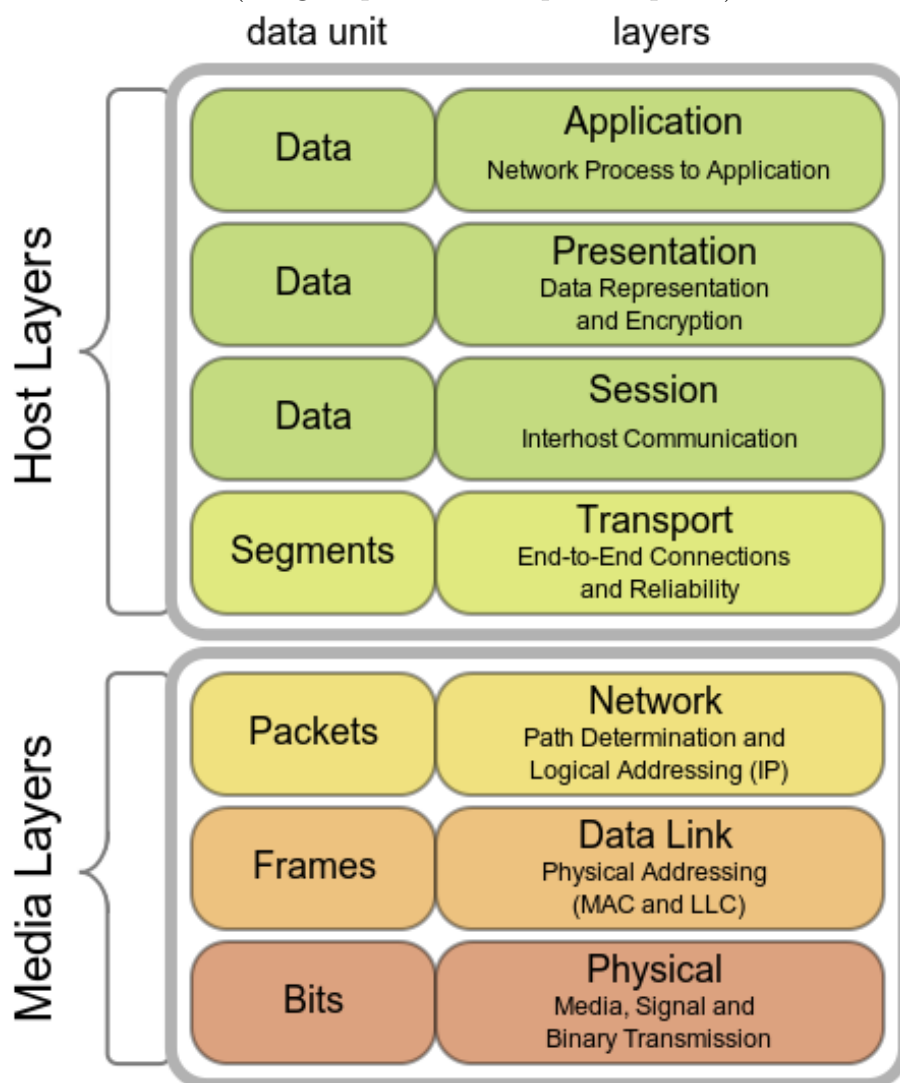 data unit layers
Host Layers
Data
Application
Network Process to Application
Data
Presentation
Data Representation
and Encryption
Data
Session
Interhost Communication
Segments
Transport
End-to-End Connections
and Reliability
Media Layers
Packets
Network
Path Determination and
Logical Addressing (IP)
Frames
Data Link
Physical Addressing
(MAC and LLC)
Bits
Physical
Media, Signal and
Binary Transmission